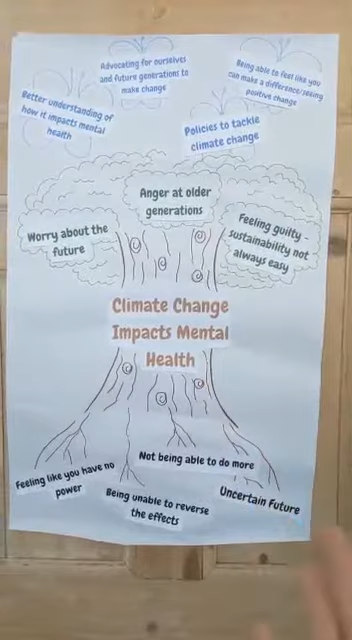 Advocating for ourselves
and future generations to
make change
Being able to feel like you
can make a difference/seeing
positive change
Better understanding of
how it impacts mental
health
Policies to tackle
climate change
Anger at older
generations
Worry about the
future
Feeling guilty -
sustainability not
always easy
Climate Change
Impacts Mental
Health
Not being able to do more
Feeling like you have no
power
Being unable to reverse
the effects
Uncertain Future